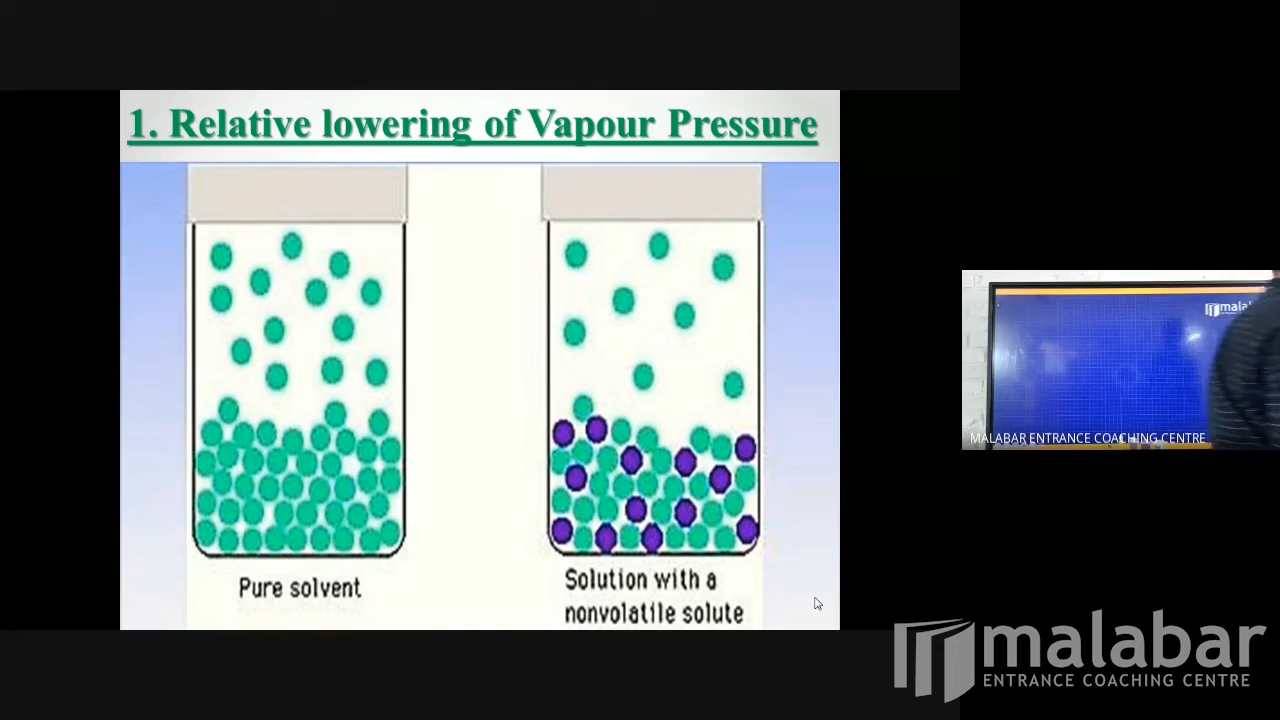 1. Relative lowering of Vapour Pressure
Pure solvent
Solution with a
nonvolatile solute
malab
MALABAR ENTRANCE COACHING CENTRE
malabar
ENTRANCE COACHING CENTRE